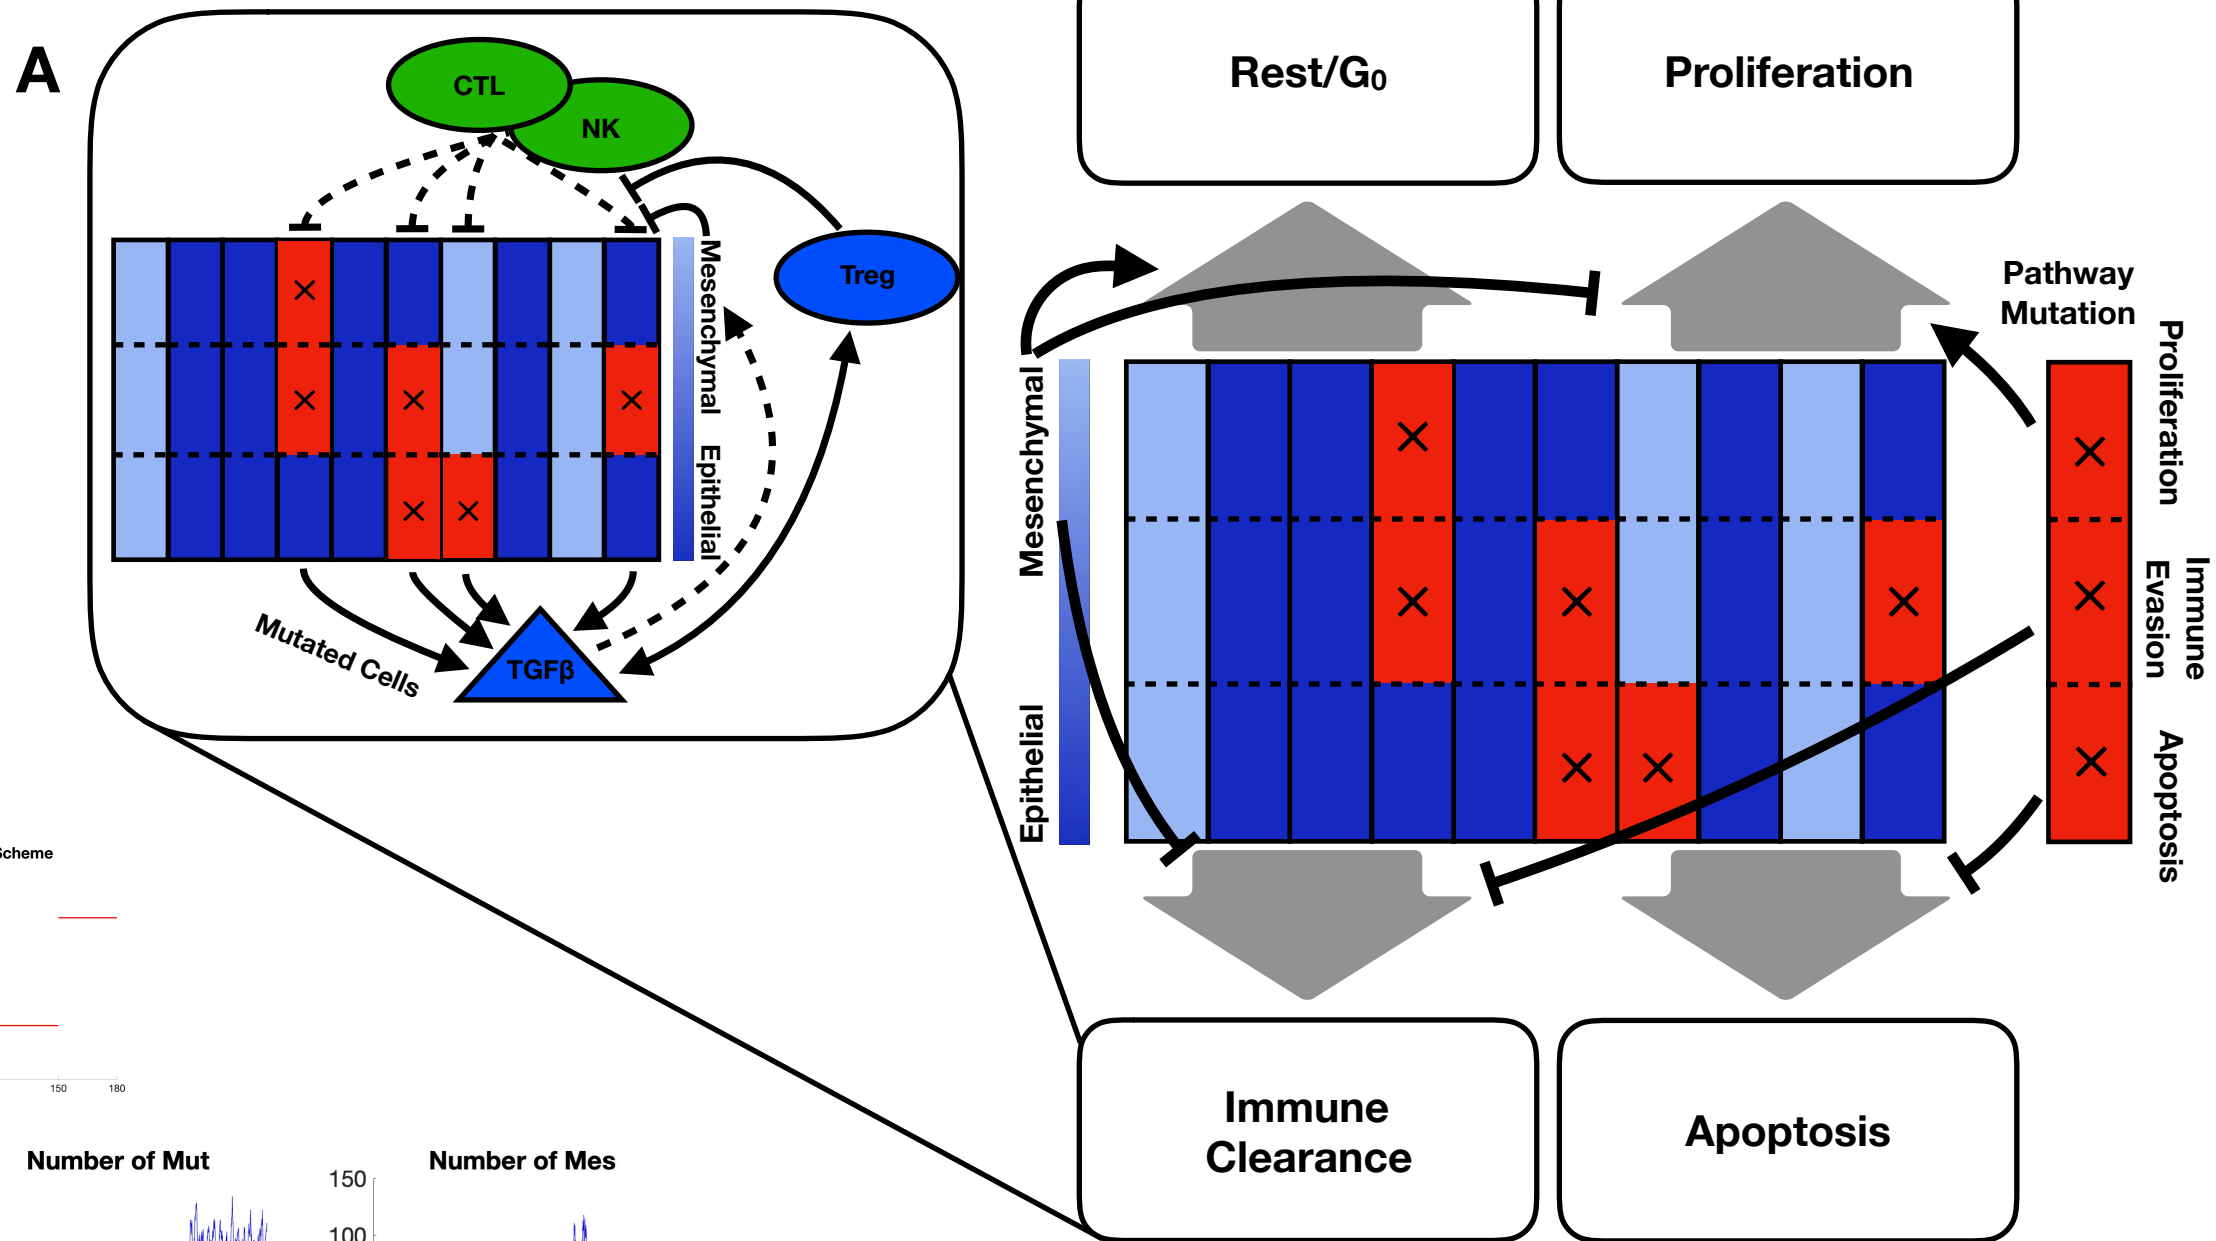 A
CTL
NK
Treg
Mesenchymal
Epithelial
Mutated Cells
TGFβ
Rest/G₀
Proliferation
Pathway
Mutation
Mesenchymal
Epithelial
Proliferation
Immune
Evasion
Apoptosis
Immune
Clearance
Apoptosis
Scheme
150 180
Number of Mut
Number of Mes
150
100